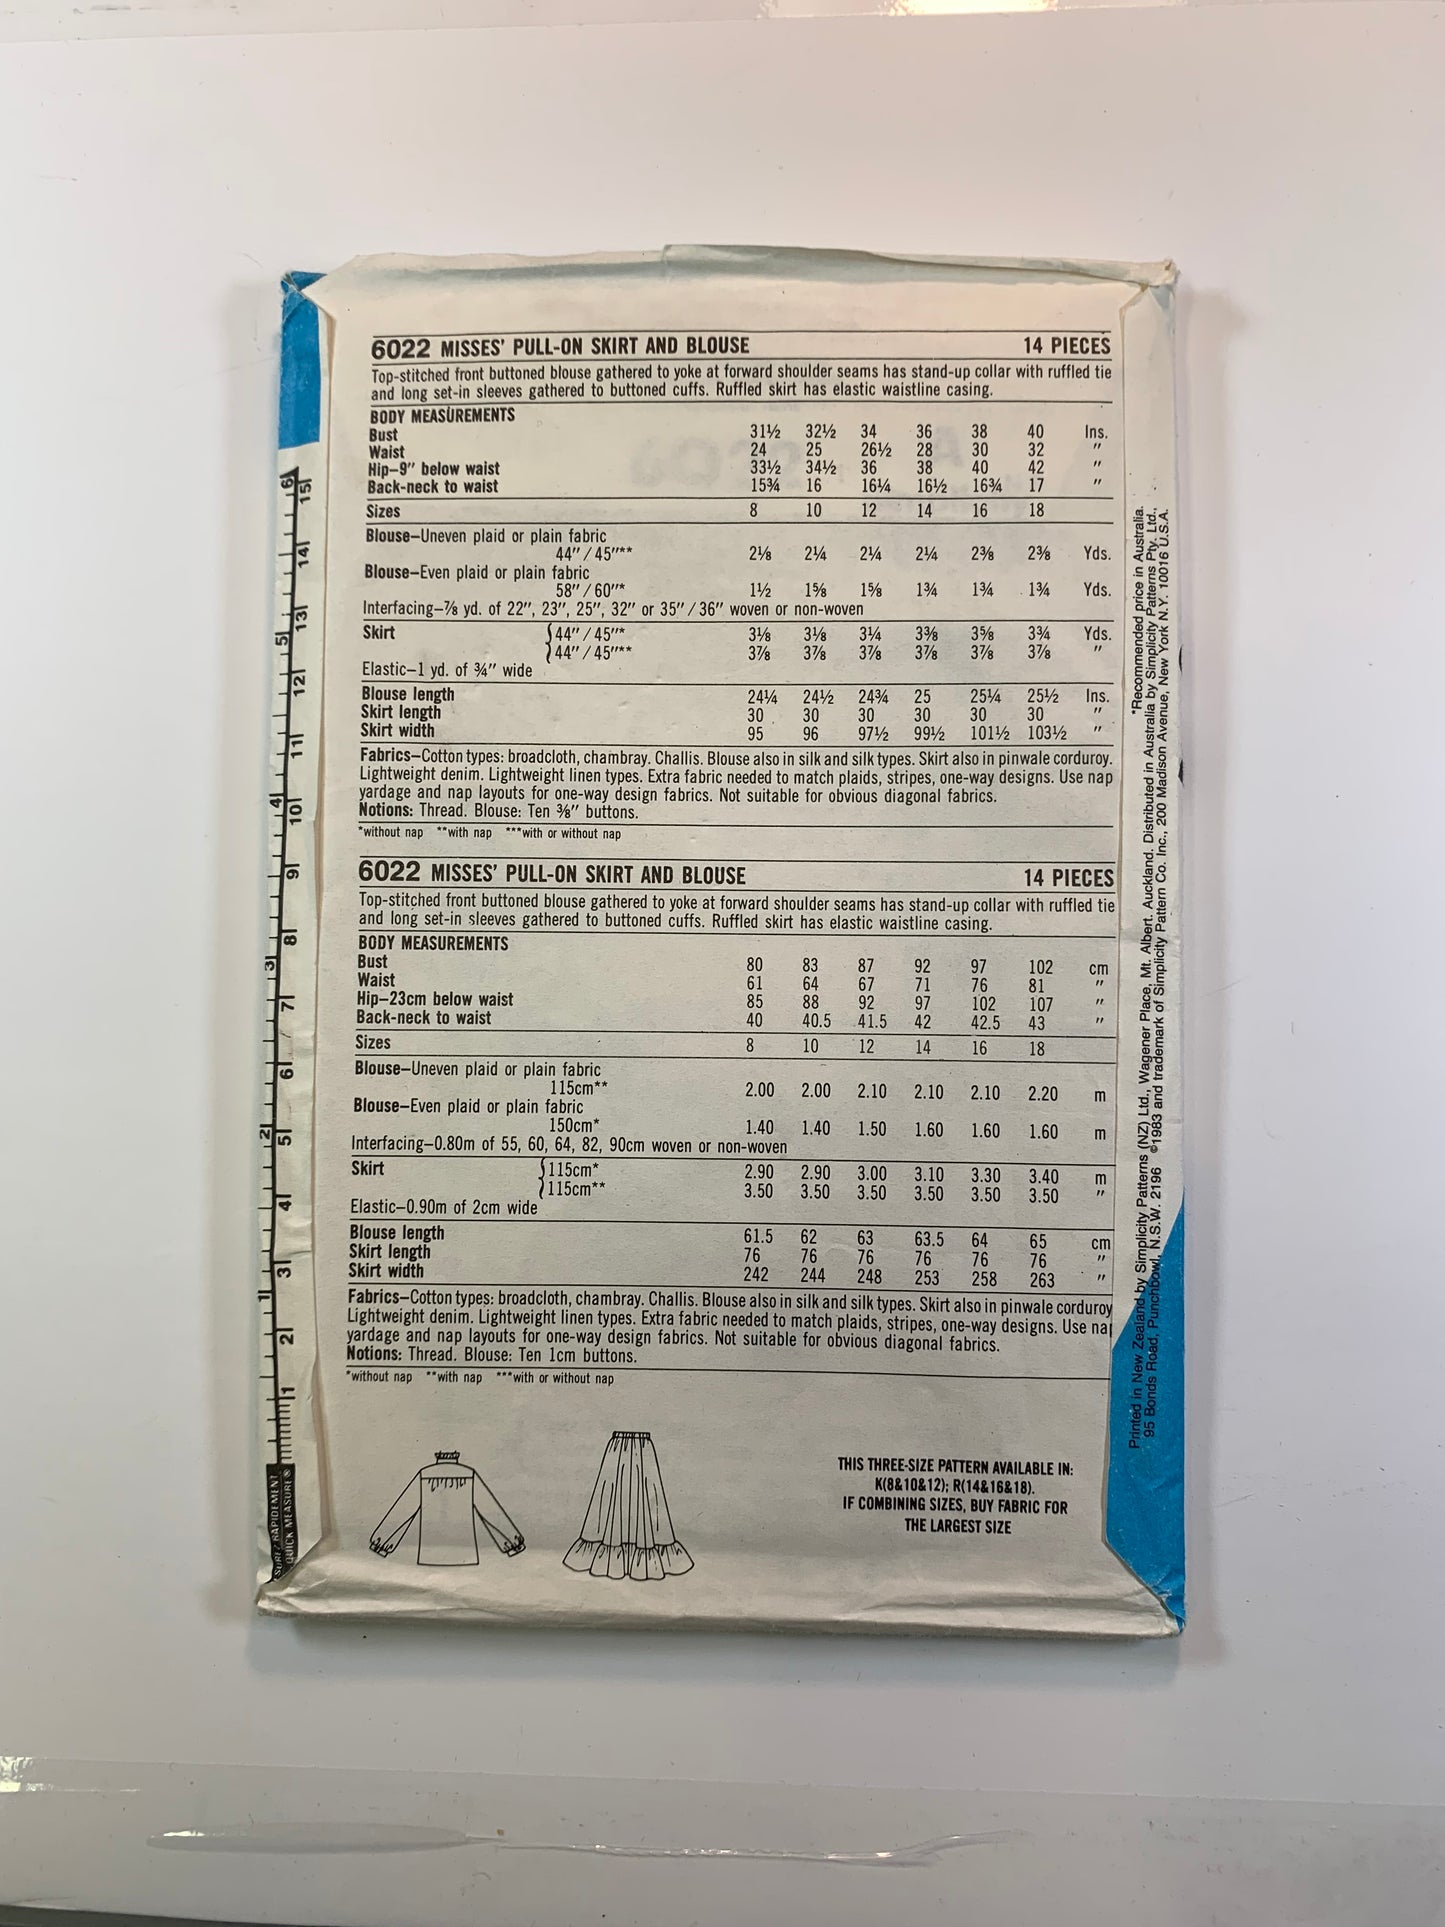 6022 MISSES' PULL-ON SKIRT AND BLOUSE 14 PIECES
Top-stitched front buttoned blouse gathered to yoke at forward shoulder seams has stand-up collar with ruffled tie
and long set-in sleeves gathered to buttoned cuffs. Ruffled skirt has elastic waistline casing.
BODY MEASUREMENTS
Bust 31½ 32½ 34 36 38 40 Ins.
Waist 24 25 26½ 28 30 32 "
Hip–9" below waist 33½ 34½ 36 38 40 42 "
Back-neck to waist 15¾ 16 16¼ 16½ 16¾ 17 "
Sizes 8 10 12 14 16 18
Blouse–Uneven plaid or plain fabric
44"/45"** 2⅛ 2¼ 2¼ 2¼ 2⅜ 2⅜ Yds.
Blouse–Even plaid or plain fabric
58"/60"* 1½ 1⅝ 1⅝ 1¾ 1¾ 1¾ Yds.
Interfacing–⅞ yd. of 22", 23", 25", 32" or 35"/36" woven or non-woven
Skirt 44"/45"* 3⅛ 3⅛ 3¼ 3⅜ 3⅝ 3¾ Yds.
44"/45"** 3⅞ 3⅞ 3⅞ 3⅞ 3⅞ 3⅞ "
Elastic–1 yd. of ¾" wide
Blouse length 24¼ 24½ 24¾ 25 25¼ 25½ Ins.
Skirt length 30 30 30 30 30 30 "
Skirt width 95 96 97½ 99½ 101½ 103½ "
Fabrics–Cotton types: broadcloth, chambray. Challis. Blouse also in silk and silk types. Skirt also in pinwale corduroy.
Lightweight denim. Lightweight linen types. Extra fabric needed to match plaids, stripes, one-way designs. Use nap
yardage and nap layouts for one-way design fabrics. Not suitable for obvious diagonal fabrics.
Notions: Thread. Blouse: Ten ⅜" buttons.
*without nap **with nap ***with or without nap
6022 MISSES' PULL-ON SKIRT AND BLOUSE 14 PIECES
Top-stitched front buttoned blouse gathered to yoke at forward shoulder seams has stand-up collar with ruffled tie
and long set-in sleeves gathered to buttoned cuffs. Ruffled skirt has elastic waistline casing.
BODY MEASUREMENTS
Bust 80 83 87 92 97 102 cm
Waist 61 64 67 71 76 81 "
Hip–23cm below waist 85 88 92 97 102 107 "
Back-neck to waist 40 40.5 41.5 42 42.5 43 "
Sizes 8 10 12 14 16 18
Blouse–Uneven plaid or plain fabric
115cm** 2.00 2.00 2.10 2.10 2.10 2.20 m
Blouse–Even plaid or plain fabric
150cm* 1.40 1.40 1.50 1.60 1.60 1.60 m
Interfacing–0.80m of 55, 60, 64, 82, 90cm woven or non-woven
Skirt 115cm* 2.90 2.90 3.00 3.10 3.30 3.40 m
115cm** 3.50 3.50 3.50 3.50 3.50 3.50 "
Elastic–0.90m of 2cm wide
Blouse length 61.5 62 63 63.5 64 65 cm
Skirt length 76 76 76 76 76 76 "
Skirt width 242 244 248 253 258 263 "
Fabrics–Cotton types: broadcloth, chambray. Challis. Blouse also in silk and silk types. Skirt also in pinwale corduroy
Lightweight denim. Lightweight linen types. Extra fabric needed to match plaids, stripes, one-way designs. Use na
yardage and nap layouts for one-way design fabrics. Not suitable for obvious diagonal fabrics.
Notions: Thread. Blouse: Ten 1cm buttons.
*without nap **with nap ***with or without nap
THIS THREE-SIZE PATTERN AVAILABLE IN:
K(8&10&12); R(14&16&18).
IF COMBINING SIZES, BUY FABRIC FOR
THE LARGEST SIZE
*Recommended price in Australia.
Printed in New Zealand by Simplicity Patterns (NZ) Ltd., Wagener Place, Mt. Albert. Auckland. Distributed in Australia by Simplicity Patterns Pty. Ltd.,
95 Bonds Road, Punchbowl, N.S.W. 2196 ©1983 and trademark of Simplicity Pattern Co. Inc., 200 Madison Avenue, New York N.Y. 10016 U.S.A.
RAPIDEMENT
QUICK MEASURE®
1 2 3 4 5 6
1 2 3 4 5 6 7 8 9 10 11 12 13 14 15